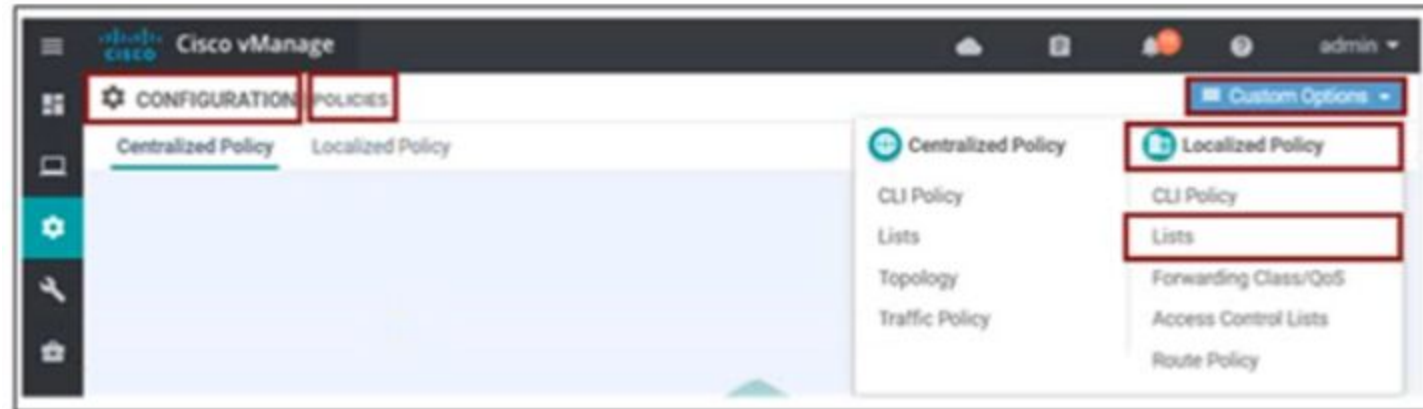 CISCO Cisco vManage admin
CONFIGURATION POLICIES Custom Options
Centralized Policy Localized Policy
Centralized Policy
CLI Policy
Lists
Topology
Traffic Policy
Localized Policy
CLI Policy
Lists
Forwarding Class/QoS
Access Control Lists
Route Policy